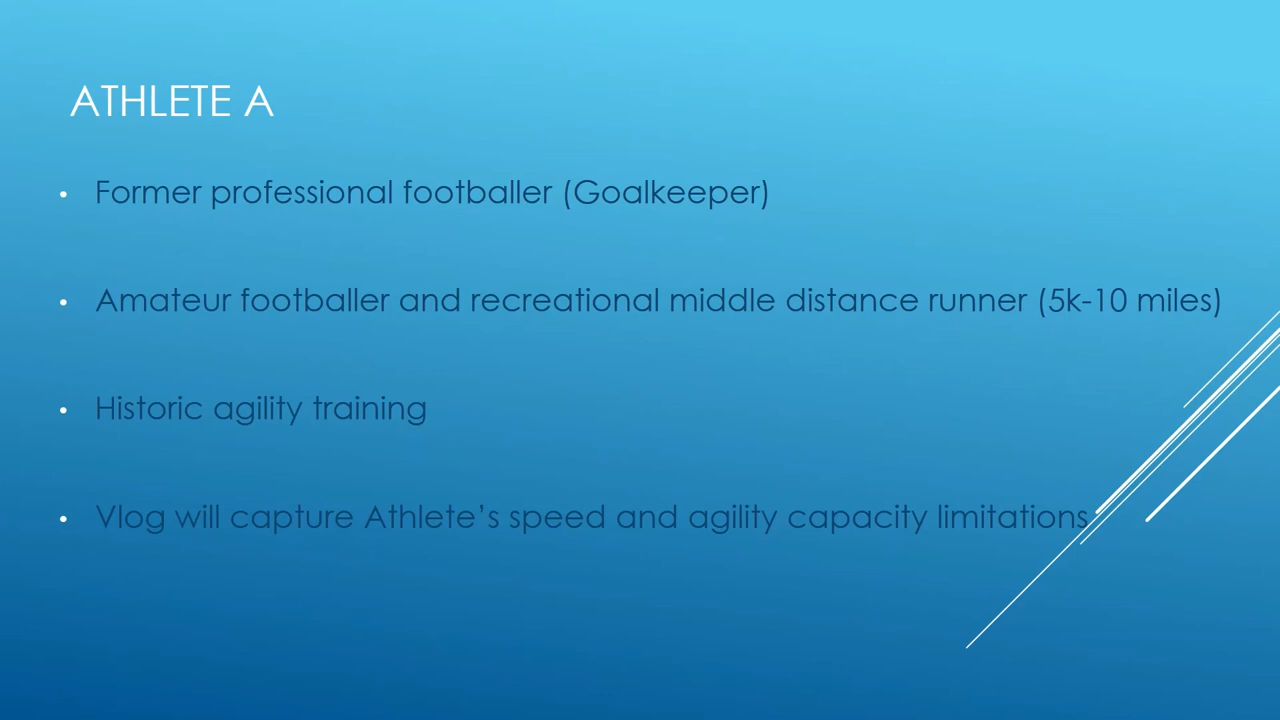 ATHLETE A
• Former professional footballer (Goalkeeper)
• Amateur footballer and recreational middle distance runner (5k-10 miles)
• Historic agility training
• Vlog will capture Athlete’s speed and agility capacity limitations